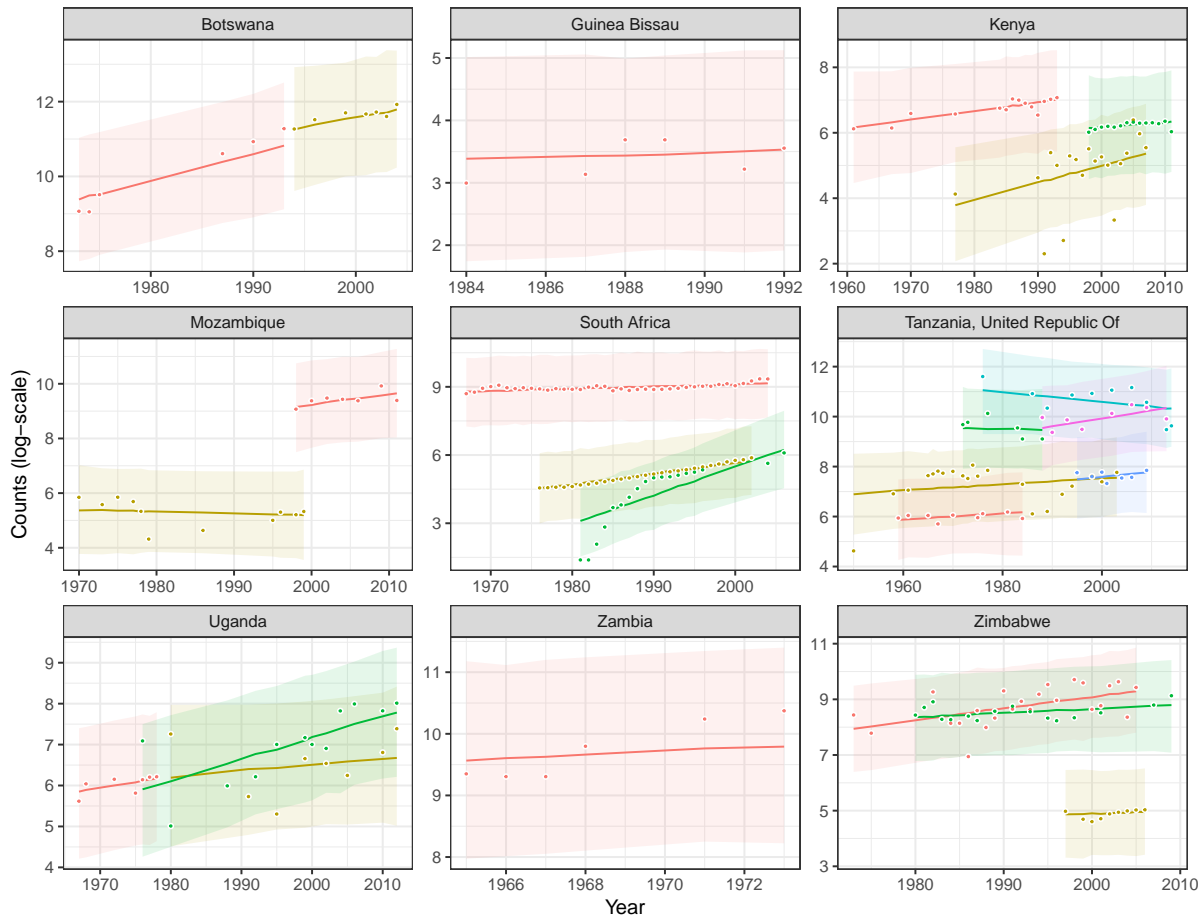 Botswana Guinea Bissau Kenya
12
10
8
1980 1990 2000
5
4
3
2
1984 1986 1988 1990 1992
8
6
4
2
1960 1970 1980 1990 2000 2010
Mozambique South Africa Tanzania, United Republic Of
10
8
6
4
1970 1980 1990 2000 2010
9
6
3
1970 1980 1990 2000
12
10
8
6
4
1960 1980 2000
Uganda Zambia Zimbabwe
9
8
7
6
5
4
1970 1980 1990 2000 2010
11
10
9
8
1966 1968 1970 1972
11
9
7
5
3
1980 1990 2000 2010
Counts (log−scale)
Year